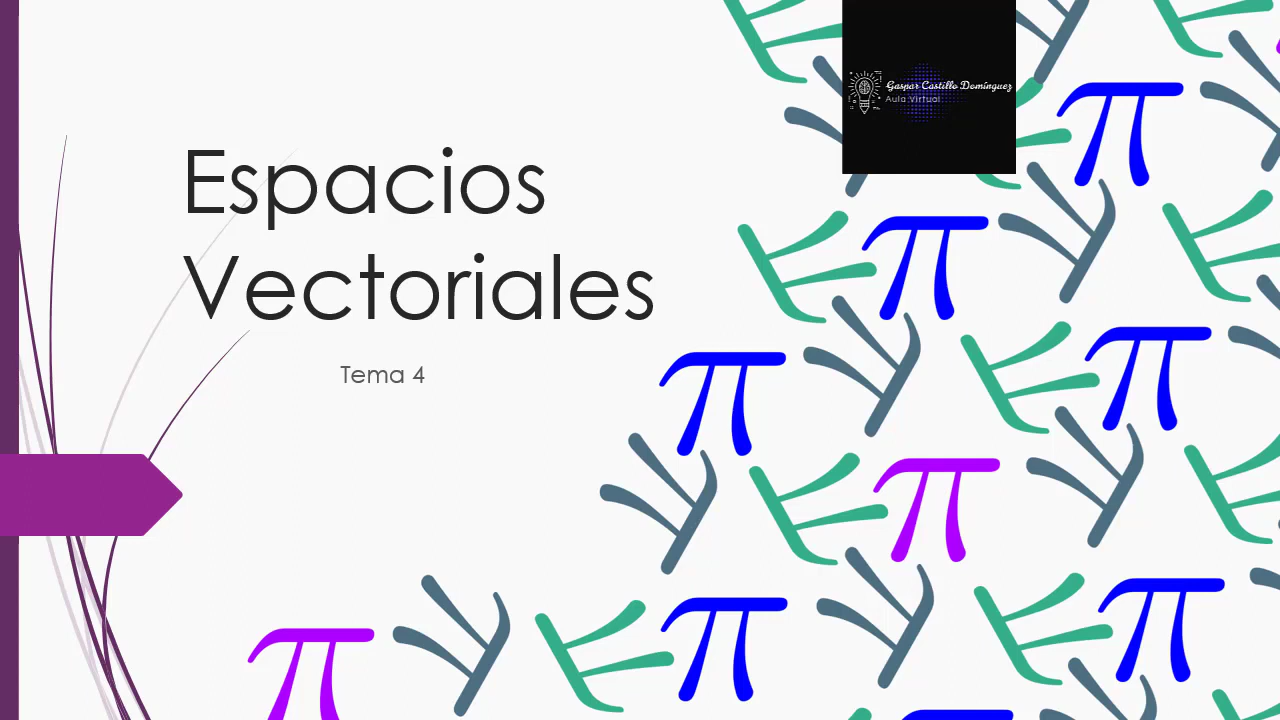 Espacios
Vectoriales
Tema 4
Gaspar Castillo Domínguez
Aula Virtual